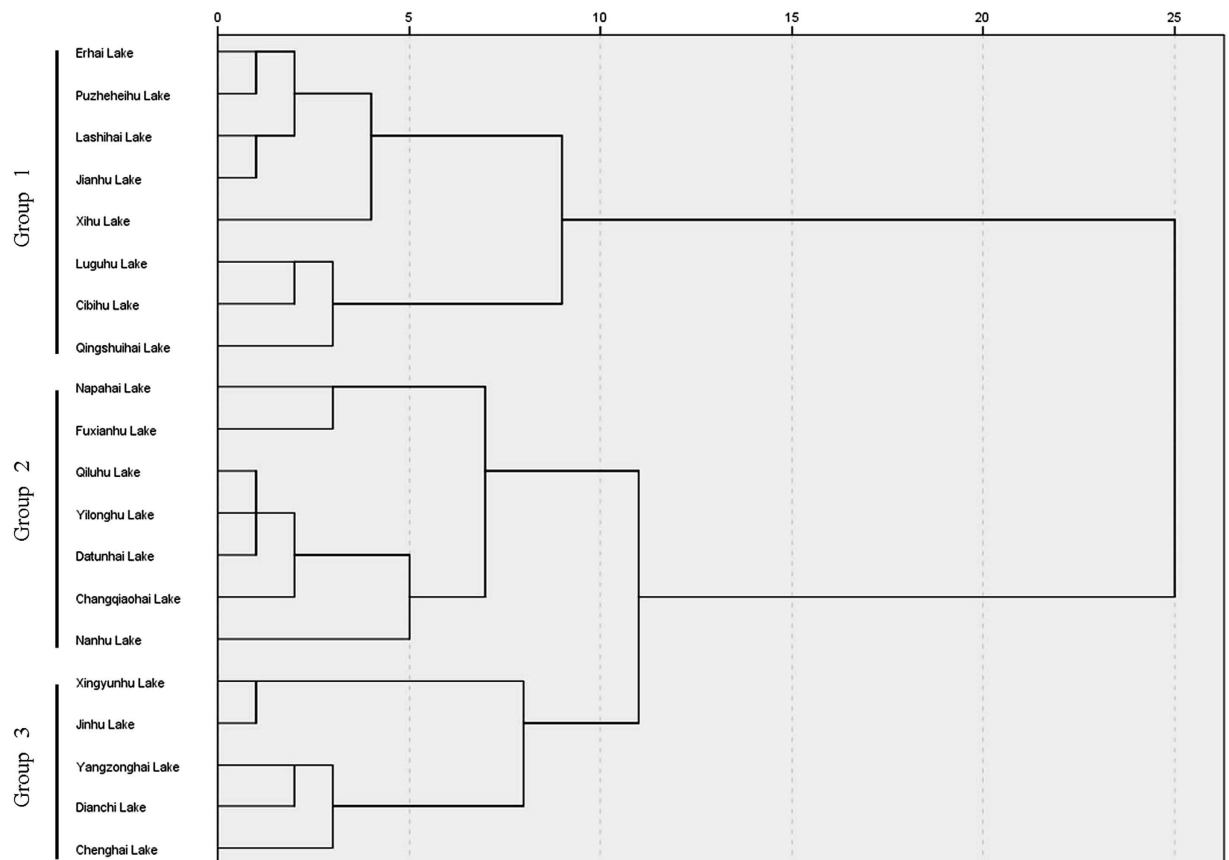 0 5 10 15 20 25
Group 1
Erhai Lake
Puzheheihu Lake
Lashihai Lake
Jianhu Lake
Xihu Lake
Luguhu Lake
Cibihu Lake
Qingshuihai Lake
Group 2
Napahai Lake
Fuxianhu Lake
Qiluhu Lake
Yilonghu Lake
Datunhai Lake
Changqiaohai Lake
Nanhu Lake
Group 3
Xingyunhu Lake
Jinhu Lake
Yangzonghai Lake
Dianchi Lake
Chenghai Lake